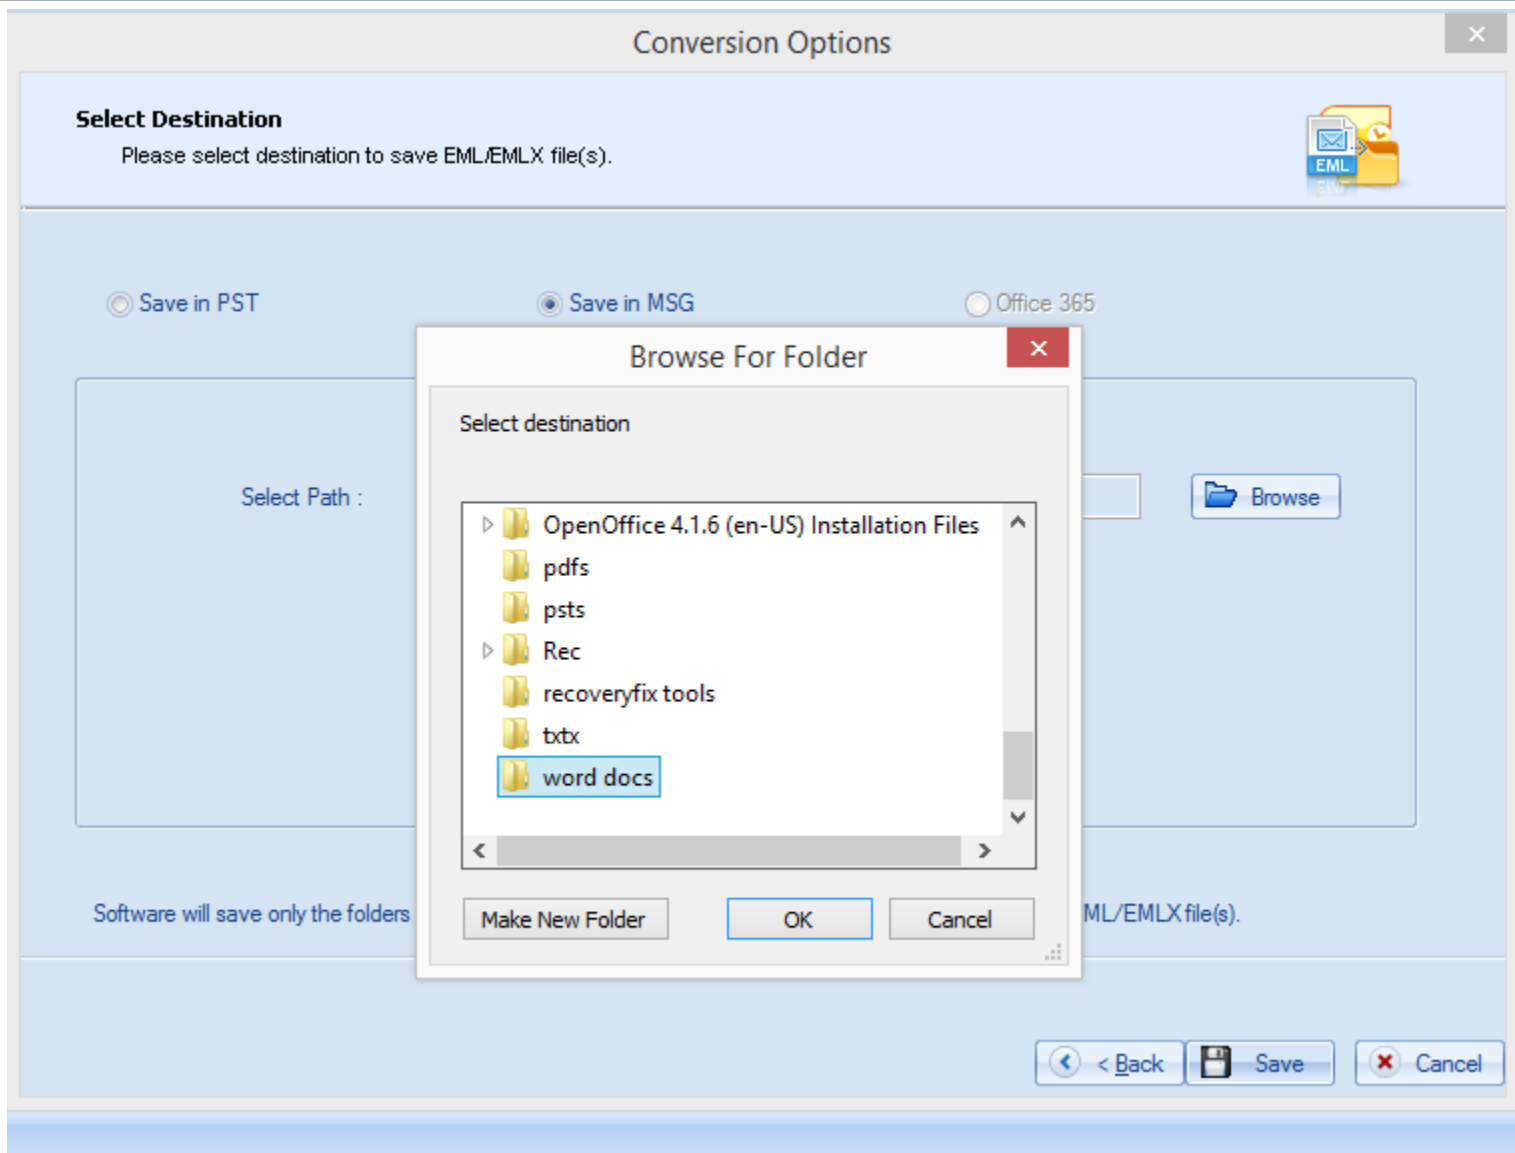 Conversion Options
Select Destination
Please select destination to save EML/EMLX file(s).
EML
Save in PST
Save in MSG
Office 365
Browse For Folder
Select destination
Select Path :
Browse
OpenOffice 4.1.6 (en-US) Installation Files
pdfs
psts
Rec
recoveryfix tools
txtx
word docs
Make New Folder
OK
Cancel
Software will save only the folders
ML/EMLX file(s).
< Back
Save
Cancel